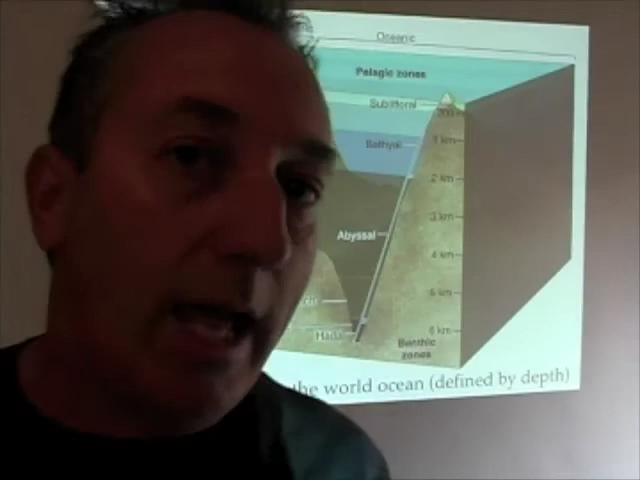 Oceanic
Pelagic zones
Sublittoral
200
Bathyal
1 km
2 km
Abyssal
3 km
4 km
km
6 km
Benthic
zones
the world ocean (defined by depth)